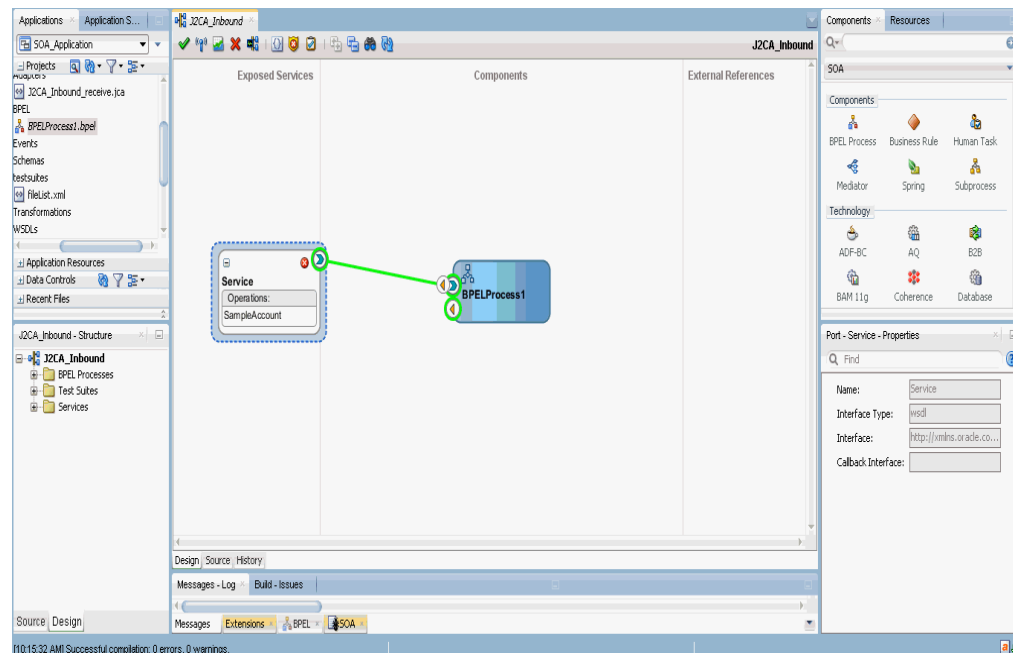 Applications
Application S...
SOA_Application
Projects
Adapters
J2CA_Inbound_receive.jca
BPEL
BPELProcess1.bpel
Events
Schemas
testsuites
fileList.xml
Transformations
WSDLs
Application Resources
Data Controls
Recent Files
J2CA_Inbound - Structure
J2CA_Inbound
BPEL Processes
Test Suites
Services
Source Design
J2CA_Inbound
J2CA_Inbound
Exposed Services
Components
External References
Service
Operations:
SampleAccount
BPELProcess1
Design Source History
Messages - Log
Build - Issues
Messages Extensions BPEL SOA
Components
Resources
SOA
Components
BPEL Process Business Rule Human Task
Mediator Spring Subprocess
Technology
ADF-BC AQ B2B
BAM 11g Coherence Database
Port - Service - Properties
Find
Name: Service
Interface Type: wsdl
Interface: http://xmlns.oracle.co...
Callback Interface:
[10:15:32 AM] Successful compilation: 0 errors, 0 warnings.